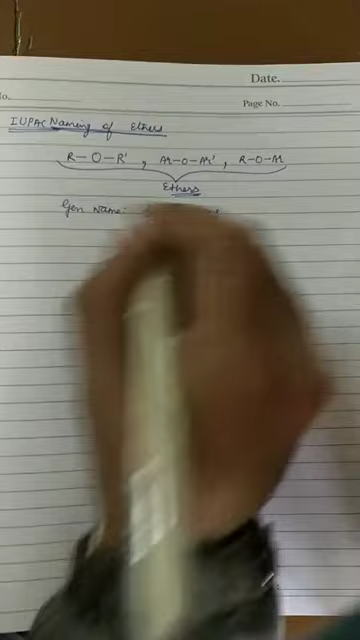 Date.
Page No.
IUPAC Naming of Ethers
R-O-R' , Ar-O-Ar' , R-O-Ar
Ethers
Gen Name: